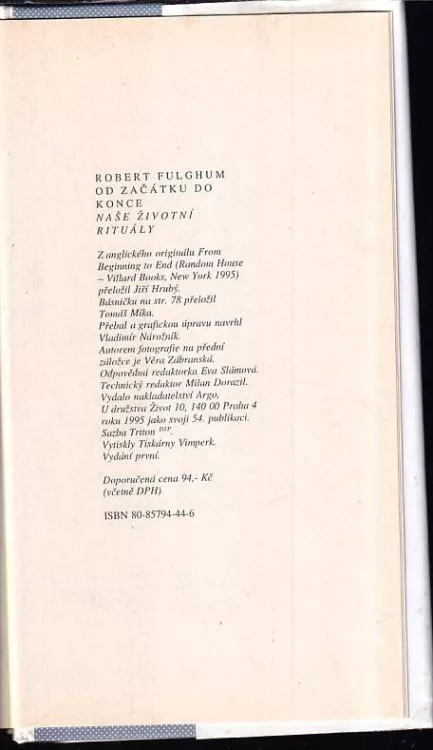 ROBERT FULGHUM
OD ZAČÁTKU DO
KONCE
NAŠE ŽIVOTNÍ
RITUÁLY
Z anglického originálu From
Beginning to End (Random House
– Villard Books, New York 1995)
přeložil Jiří Hrubý.
Básničku na str. 78 přeložil
Tomáš Míka.
Přebal a grafickou úpravu navrhl
Vladimír Nárožník.
Autorem fotografie na přední
záložce je Věra Zábranská.
Odpovědná redaktorka Eva Slámová.
Technický redaktor Milan Dorazil.
Vydalo nakladatelství Argo,
U družstva Život 10, 140 00 Praha 4
roku 1995 jako svoji 54. publikaci.
Sazba Triton DTP.
Vytiskly Tiskárny Vimperk.
Vydání první.
Doporučená cena 94,- Kč
(včetně DPH)
ISBN 80-85794-44-6